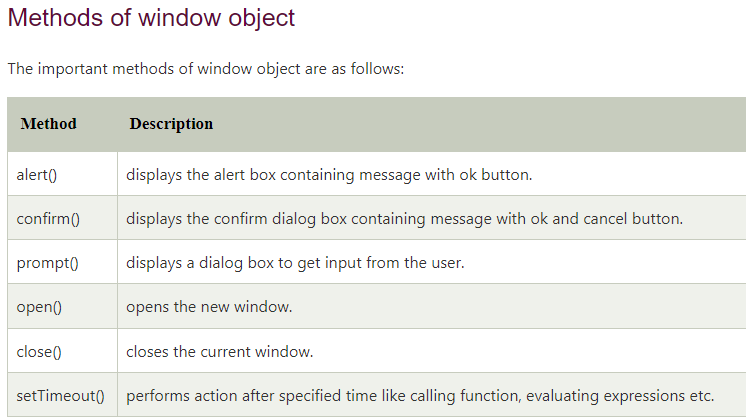 Methods of window object
The important methods of window object are as follows:
Method Description
alert() displays the alert box containing message with ok button.
confirm() displays the confirm dialog box containing message with ok and cancel button.
prompt() displays a dialog box to get input from the user.
open() opens the new window.
close() closes the current window.
setTimeout() performs action after specified time like calling function, evaluating expressions etc.